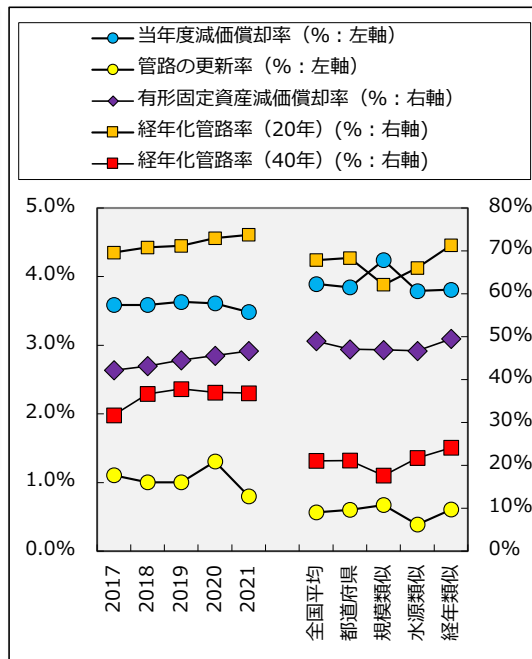 当年度減価償却率（%：左軸）
管路の更新率（%：左軸）
有形固定資産減価償却率（%：右軸）
経年化管路率（20年）(%：右軸)
経年化管路率（40年）(%：右軸)
5.0%
4.0%
3.0%
2.0%
1.0%
0.0%
80%
70%
60%
50%
40%
30%
20%
10%
0%
2017
2018
2019
2020
2021
全国平均
都道府県
規模類似
水源類似
経年類似